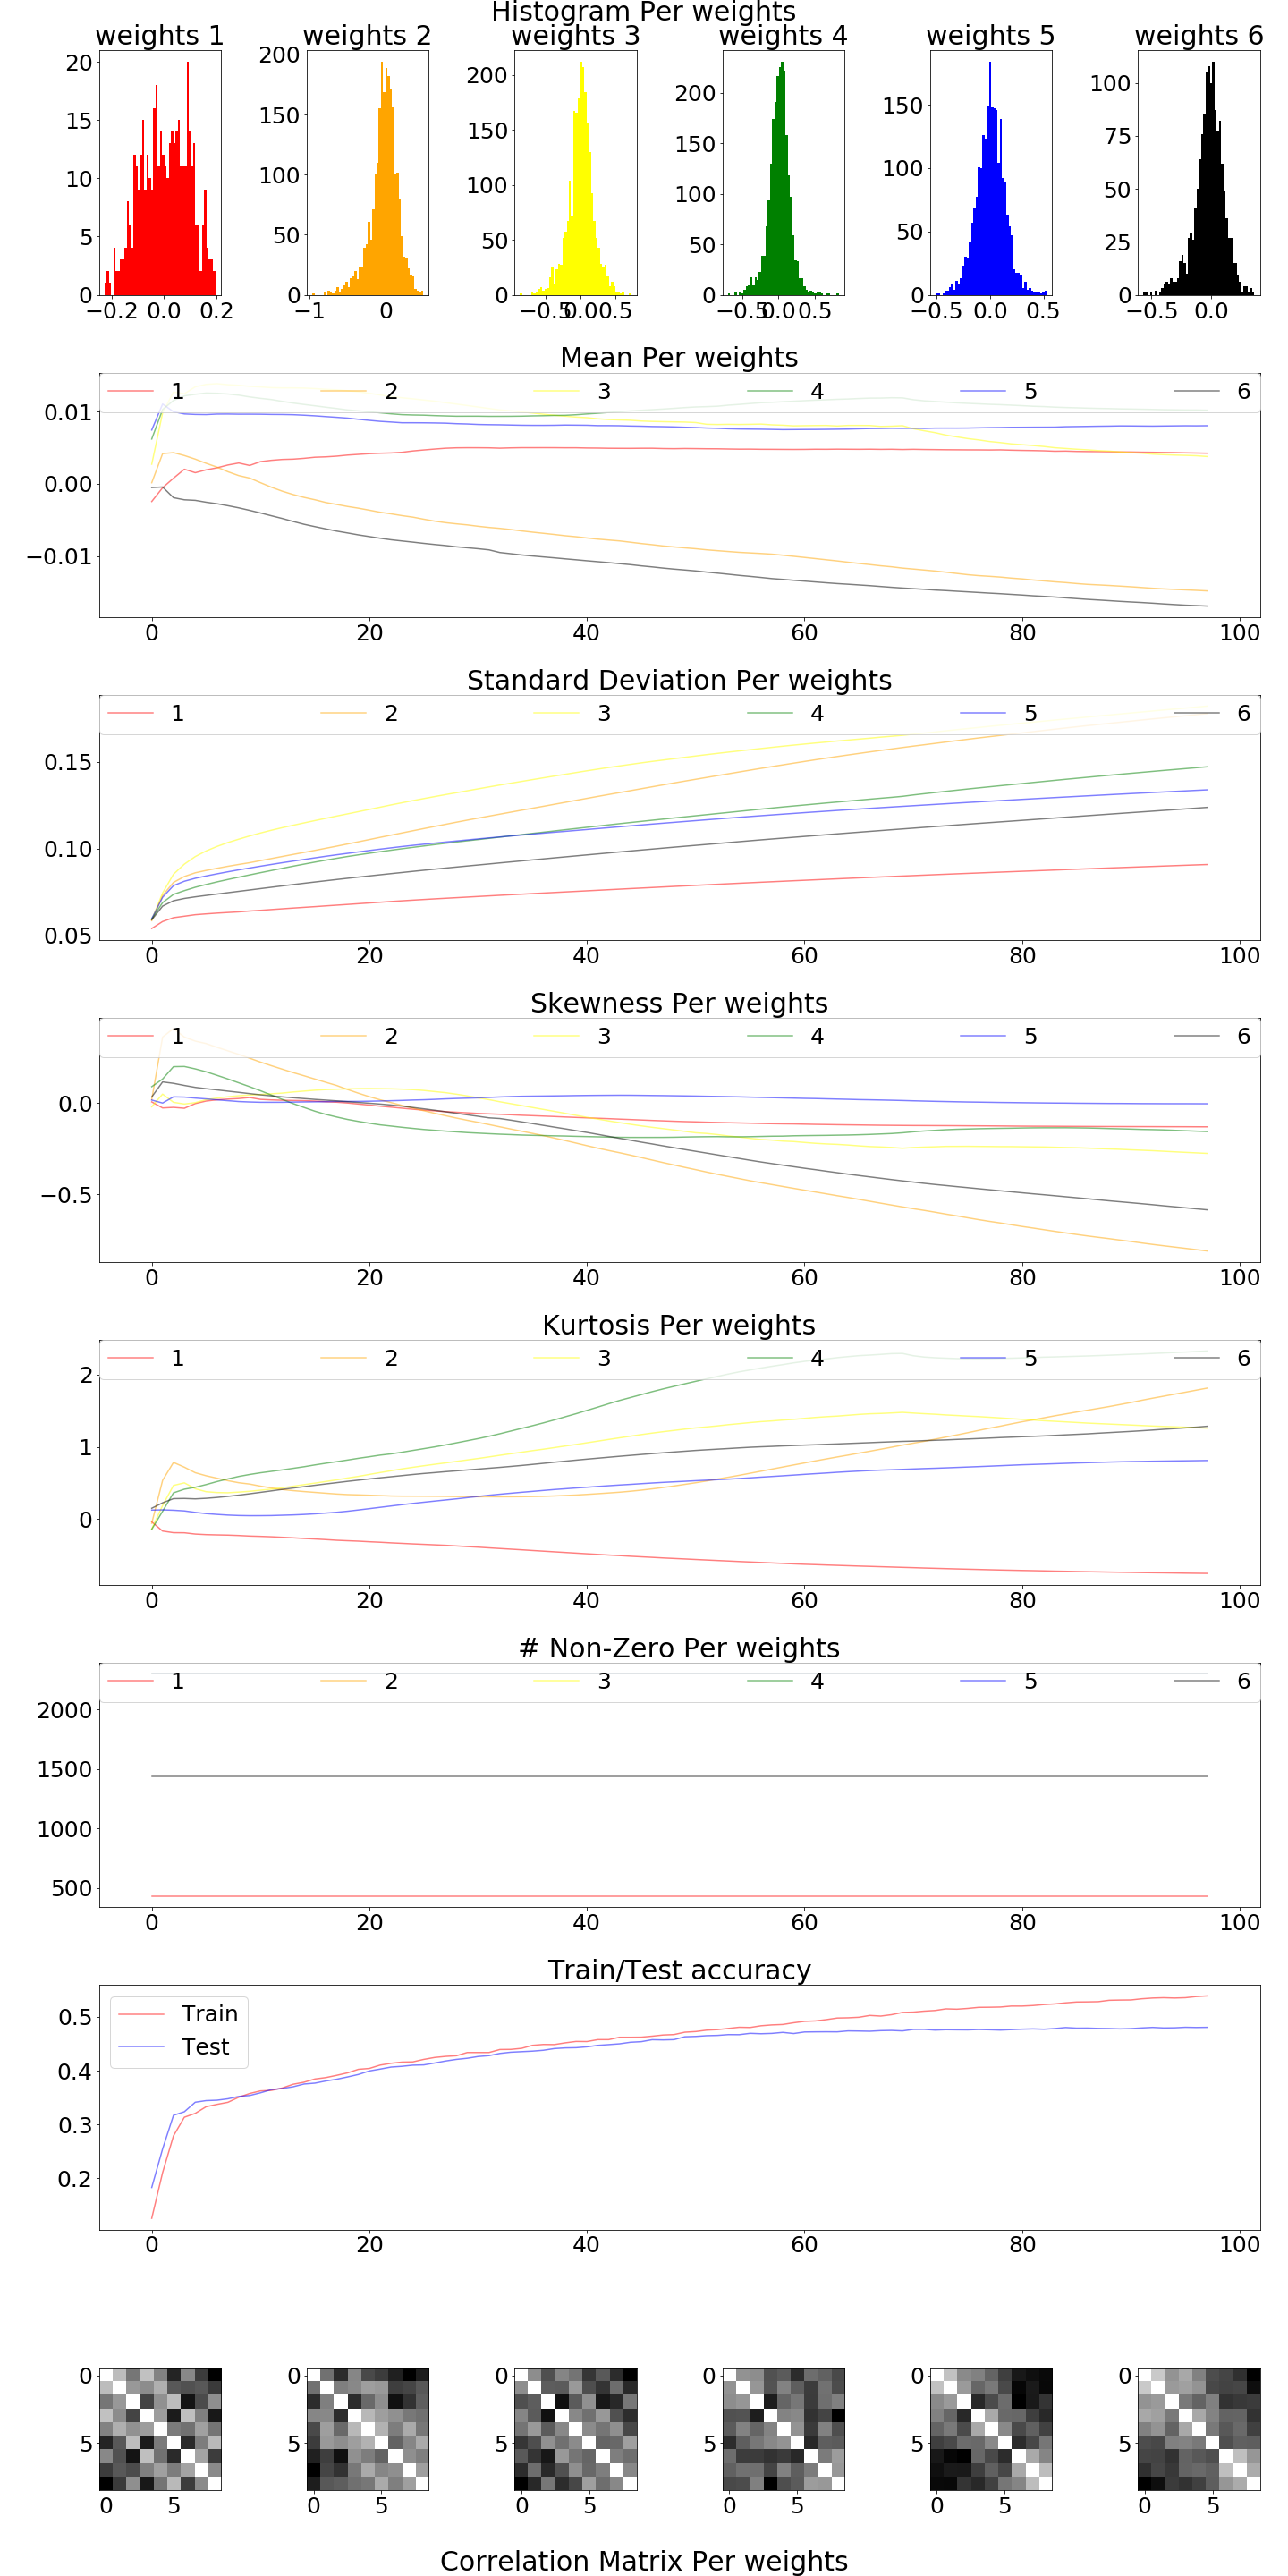 Histogram Per weights
weights 1 weights 2 weights 3 weights 4 weights 5 weights 6
20 200 200 200 150 100
15 150 150 150 100 75
10 100 100 100 50 50
5 50 50 50 0 25
0 0 0 0 0
−0.2 0.0 0.2 −1 0 −0.5 0.0 0.5 −0.5 0.0 0.5 −0.5 0.0 0.5 −0.5 0.0
Mean Per weights
1 2 3 4 5 6
0.01
0.00
−0.01
0 20 40 60 80 100
Standard Deviation Per weights
1 2 3 4 5 6
0.15
0.10
0.05
0 20 40 60 80 100
Skewness Per weights
1 2 3 4 5 6
0.0
−0.5
0 20 40 60 80 100
Kurtosis Per weights
1 2 3 4 5 6
2
1
0
0 20 40 60 80 100
# Non-Zero Per weights
1 2 3 4 5 6
2000
1500
1000
500
0 20 40 60 80 100
Train/Test accuracy
Train
Test
0.5
0.4
0.3
0.2
0 20 40 60 80 100
0 0 0 0 0 0
5 5 5 5 5 5
0 5 0 5 0 5 0 5 0 5 0 5
Correlation Matrix Per weights